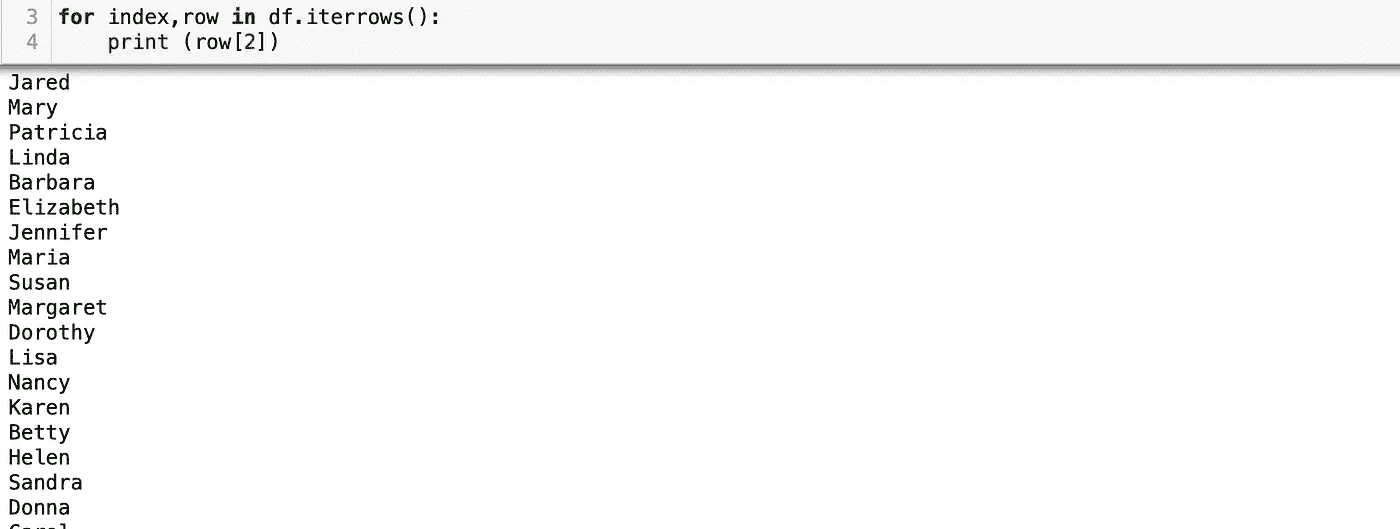 3 for index,row in df.iterrows():
4     print (row[2])
Jared
Mary
Patricia
Linda
Barbara
Elizabeth
Jennifer
Maria
Susan
Margaret
Dorothy
Lisa
Nancy
Karen
Betty
Helen
Sandra
Donna